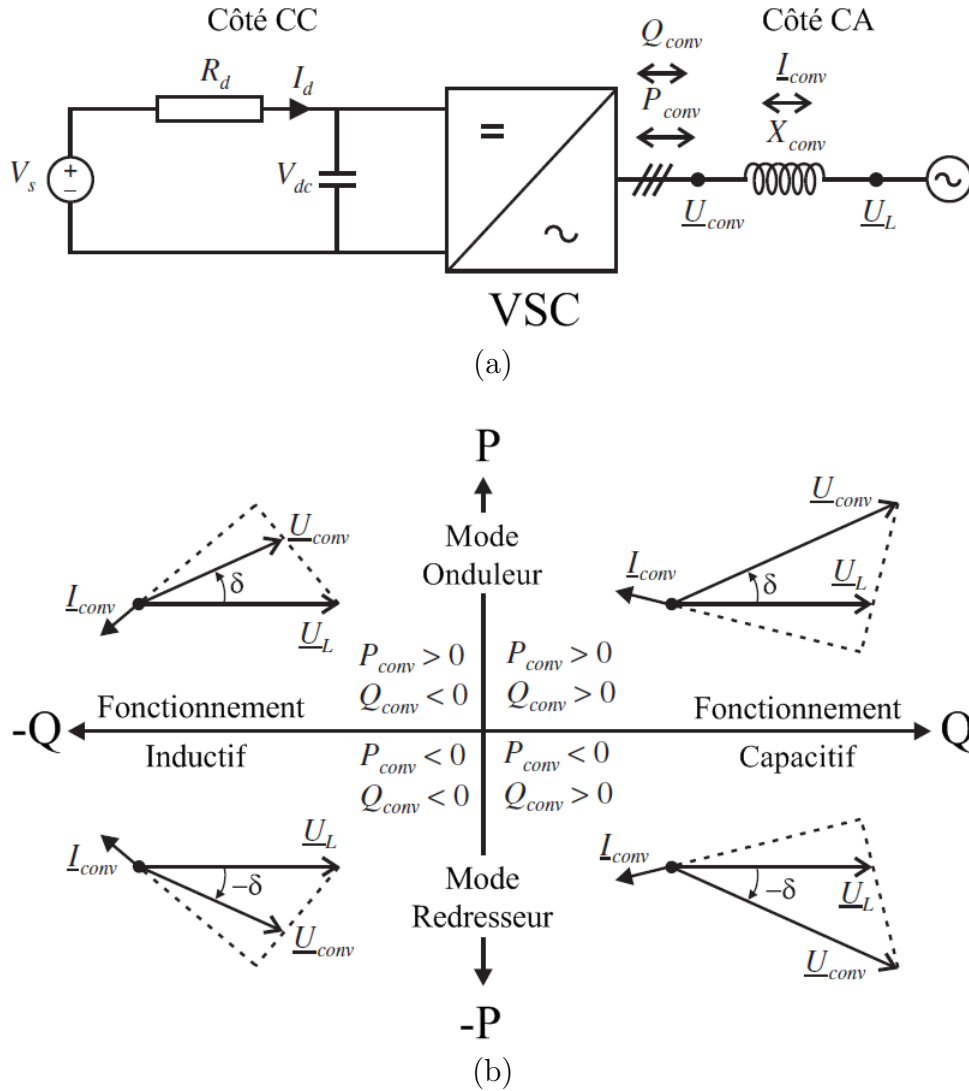 Côté CC
Côté CA
Q_conv
P_conv
I_conv
X_conv
R_d
I_d
V_s
+
−
V_dc
=
~
~
U_conv
U_L
VSC
(a)
P
Mode
Onduleur
U_conv
δ
I_conv
U_L
U_conv
I_conv
δ
U_L
P_conv > 0
Q_conv < 0
P_conv > 0
Q_conv > 0
-Q
Fonctionnement
Inductif
Fonctionnement
Capacitif
Q
P_conv < 0
Q_conv < 0
P_conv < 0
Q_conv > 0
U_L
I_conv
−δ
U_conv
Mode
Redresseur
I_conv
−δ
U_L
U_conv
-P
(b)